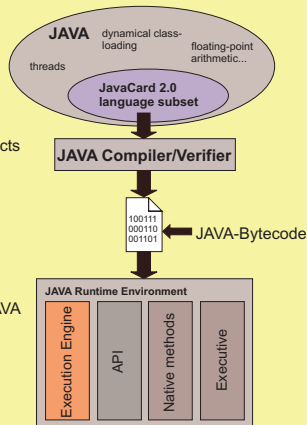 JAVA dynamical class-
loading
floating-point
arithmetic...
threads
JavaCard 2.0
language subset
cts
JAVA Compiler/Verifier
100111
000110
001101
JAVA-Bytecode
JAVA Runtime Environment
AVA
Execution Engine
API
Native methods
Executive